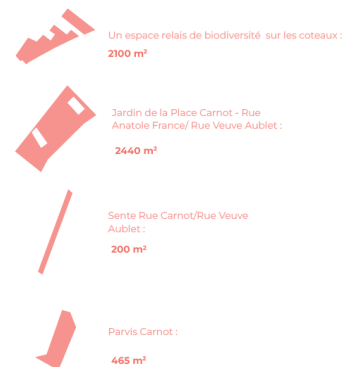 Un espace relais de biodiversité sur les coteaux :
2100 m²
Jardin de la Place Carnot - Rue
Anatole France/ Rue Veuve Aublet :
2440 m²
Sente Rue Carnot/Rue Veuve
Aublet :
200 m²
Parvis Carnot :
465 m²